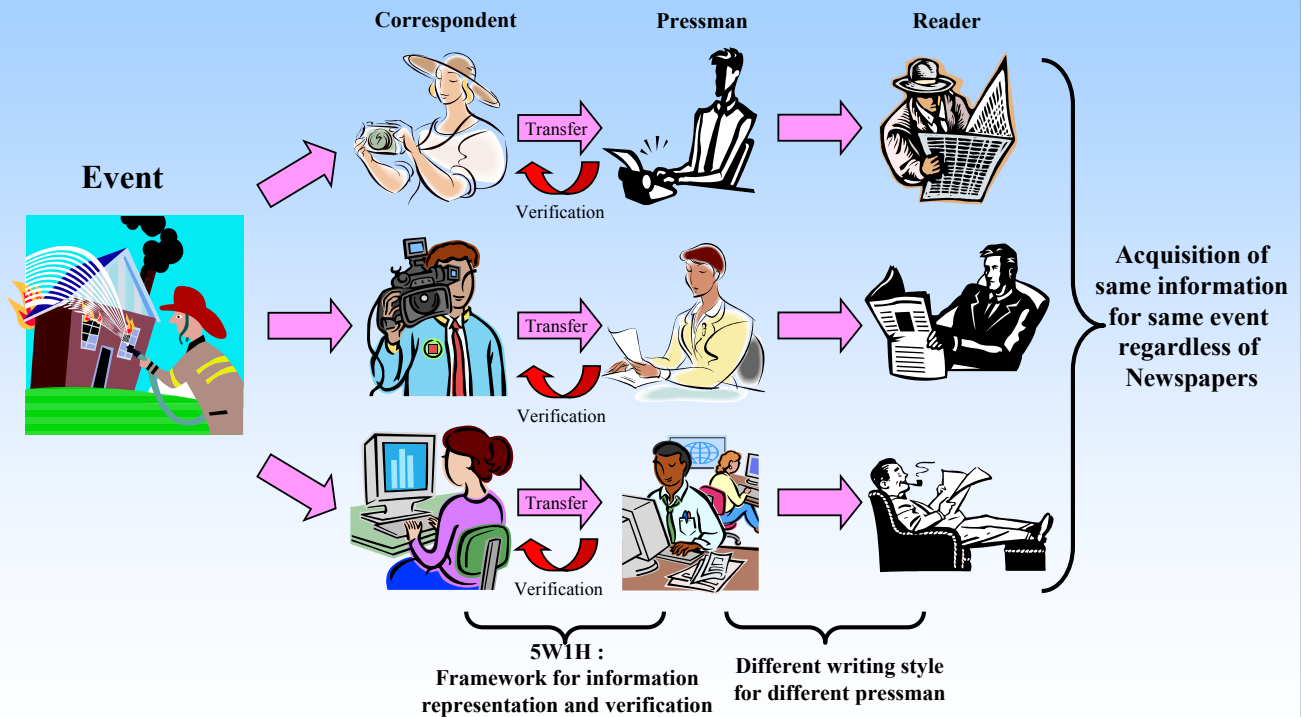 Correspondent
Pressman
Reader
Event
Transfer
Verification
Transfer
Verification
Transfer
Verification
Acquisition of
same information
for same event
regardless of
Newspapers
5W1H :
Framework for information
representation and verification
Different writing style
for different pressman